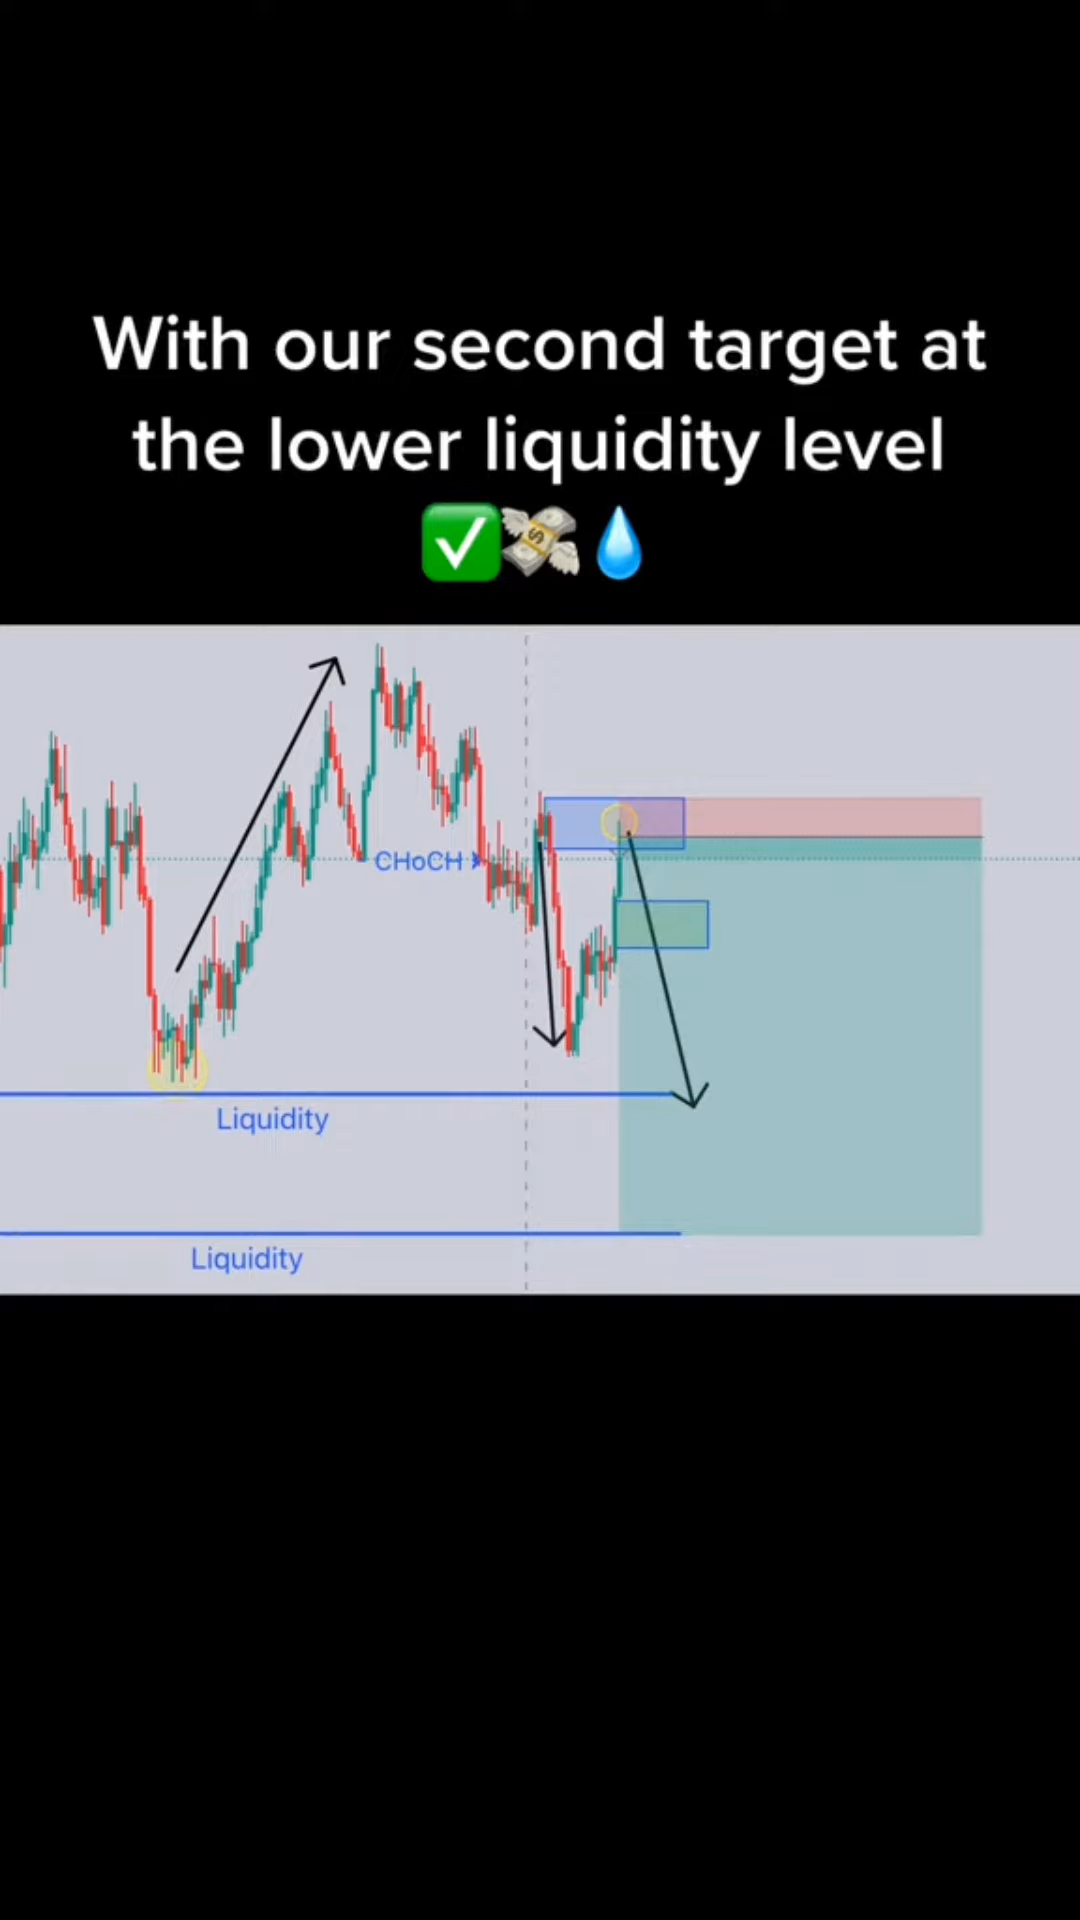 With our second target at
the lower liquidity level
✅💸💧
CHoCH
Liquidity
Liquidity